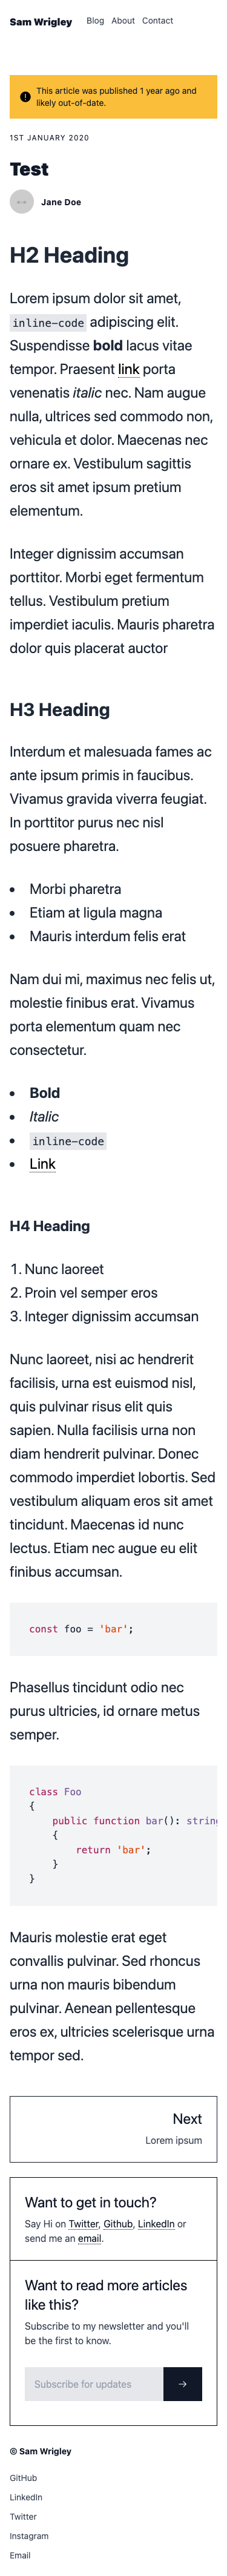 Sam Wrigley Blog About Contact
This article was published 1 year ago and
likely out-of-date.
1ST JANUARY 2020
Test
Jane Doe
H2 Heading
Lorem ipsum dolor sit amet,
inline-code adipiscing elit.
Suspendisse bold lacus vitae
tempor. Praesent link porta
venenatis italic nec. Nam augue
nulla, ultrices sed commodo non,
vehicula et dolor. Maecenas nec
ornare ex. Vestibulum sagittis
eros sit amet ipsum pretium
elementum.
Integer dignissim accumsan
porttitor. Morbi eget fermentum
tellus. Vestibulum pretium
imperdiet iaculis. Mauris pharetra
dolor quis placerat auctor
H3 Heading
Interdum et malesuada fames ac
ante ipsum primis in faucibus.
Vivamus gravida viverra feugiat.
In porttitor purus nec nisl
posuere pharetra.
• Morbi pharetra
• Etiam at ligula magna
• Mauris interdum felis erat
Nam dui mi, maximus nec felis ut,
molestie finibus erat. Vivamus
porta elementum quam nec
consectetur.
• Bold
• Italic
• inline-code
• Link
H4 Heading
1. Nunc laoreet
2. Proin vel semper eros
3. Integer dignissim accumsan
Nunc laoreet, nisi ac hendrerit
facilisis, urna est euismod nisl,
quis pulvinar risus elit quis
sapien. Nulla facilisis urna non
diam hendrerit pulvinar. Donec
commodo imperdiet lobortis. Sed
vestibulum aliquam eros sit amet
tincidunt. Maecenas id nunc
lectus. Etiam nec augue eu elit
finibus accumsan.
const foo = 'bar';
Phasellus tincidunt odio nec
purus ultricies, id ornare metus
semper.
class Foo
{
public function bar(): string
{
return 'bar';
}
}
Mauris molestie erat eget
convallis pulvinar. Sed rhoncus
urna non mauris bibendum
pulvinar. Aenean pellentesque
eros ex, ultricies scelerisque urna
tempor sed.
Next
Lorem ipsum
Want to get in touch?
Say Hi on Twitter, Github, LinkedIn or
send me an email.
Want to read more articles
like this?
Subscribe to my newsletter and you'll
be the first to know.
Subscribe for updates →
© Sam Wrigley
GitHub
LinkedIn
Twitter
Instagram
Email